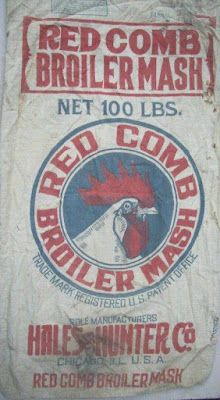 RED COMB
BROILER MASH
NET 100 LBS.
RED COMB
BROILER MASH
TRADE MARK REGISTERED U.S. PATENT OFFICE
SOLE MANUFACTURERS
HALES & HUNTER CO
CHICAGO, ILL. U.S.A.
RED COMB BROILER MASH